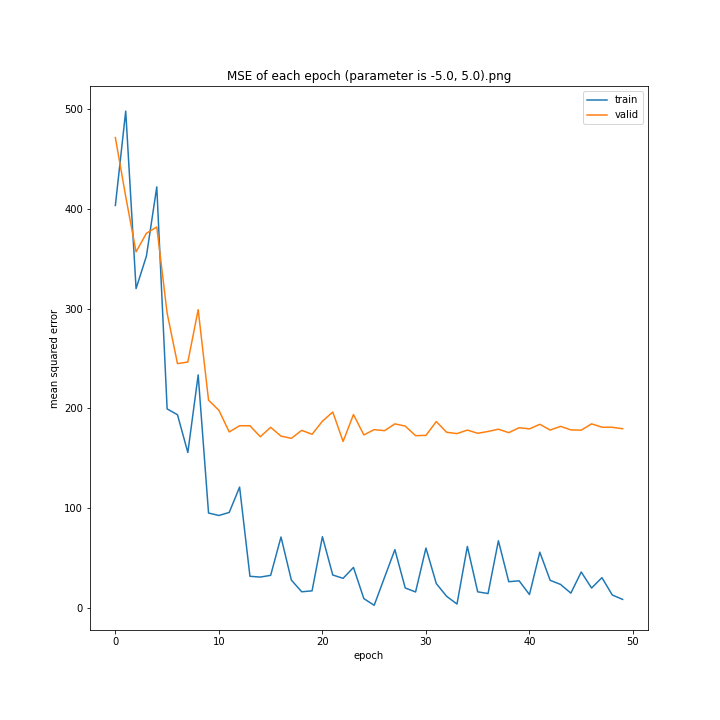 MSE of each epoch (parameter is -5.0, 5.0).png
train
valid
500
400
300
200
100
0
mean squared error
0 10 20 30 40 50
epoch